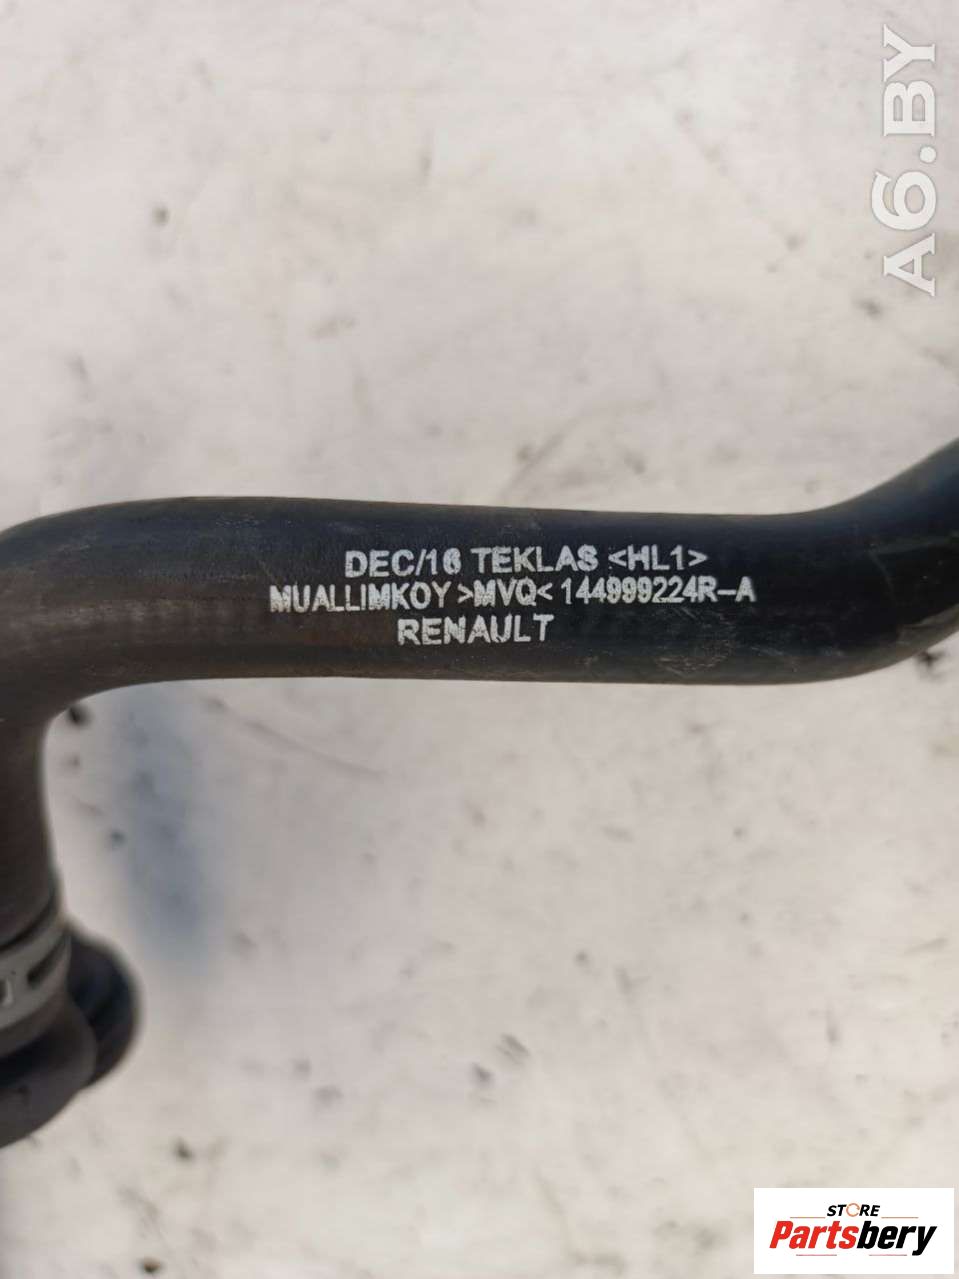 A6.BY
DEC/16 TEKLAS <HL1>
MUALLIMKOY >MVQ< 144999224R-A
RENAULT
STORE
Partsbery